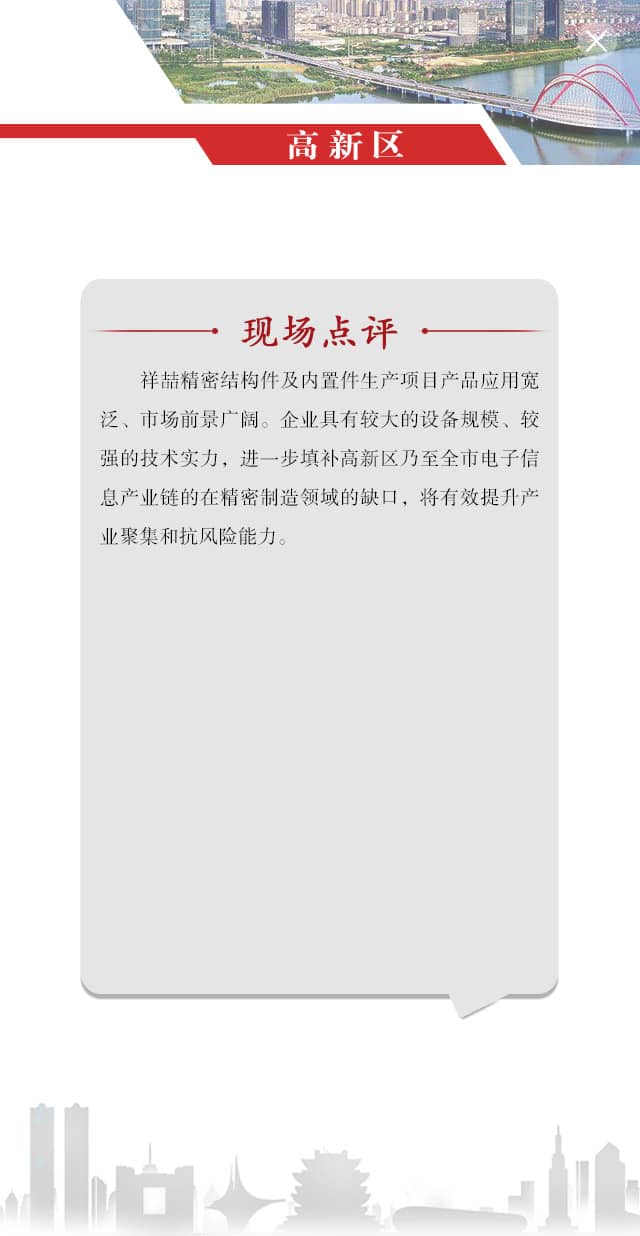 高新区
现场点评
祥喆精密结构件及内置件生产项目产品应用宽
泛、市场前景广阔。企业具有较大的设备规模、较
强的技术实力，进一步填补高新区乃至全市电子信
息产业链的在精密制造领域的缺口，将有效提升产
业聚集和抗风险能力。